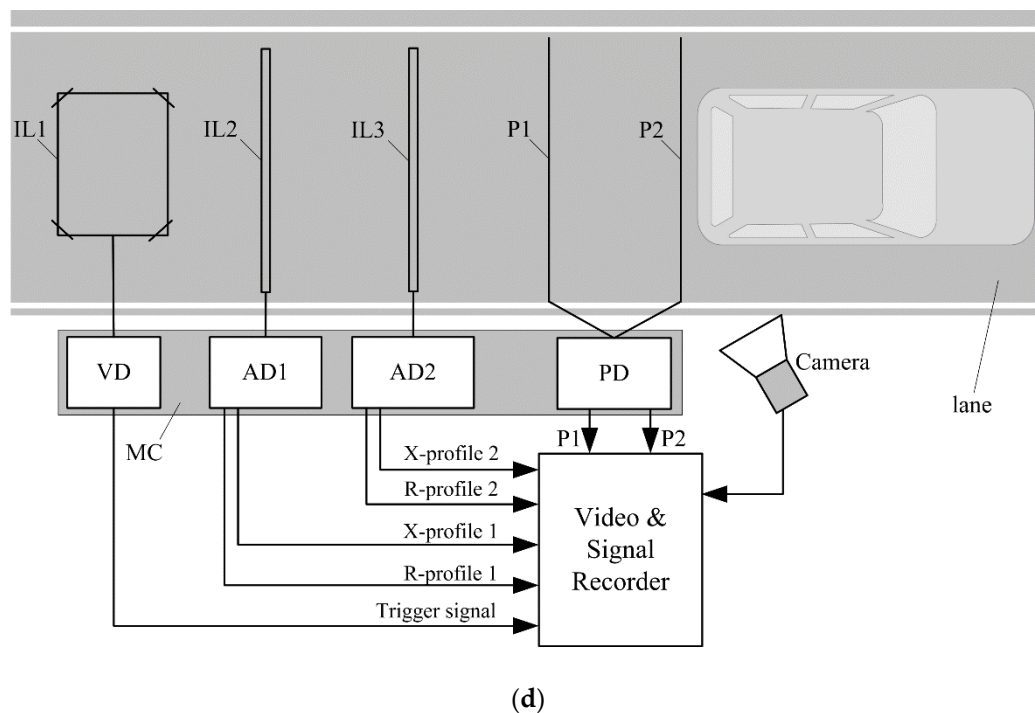 IL1
IL2
IL3
P1
P2
VD
AD1
AD2
PD
Camera
lane
MC
P1
P2
X-profile 2
R-profile 2
X-profile 1
R-profile 1
Trigger signal
Video &
Signal
Recorder
(d)